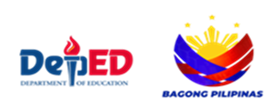 DepED
DEPARTMENT OF EDUCATION
BAGONG PILIPINAS